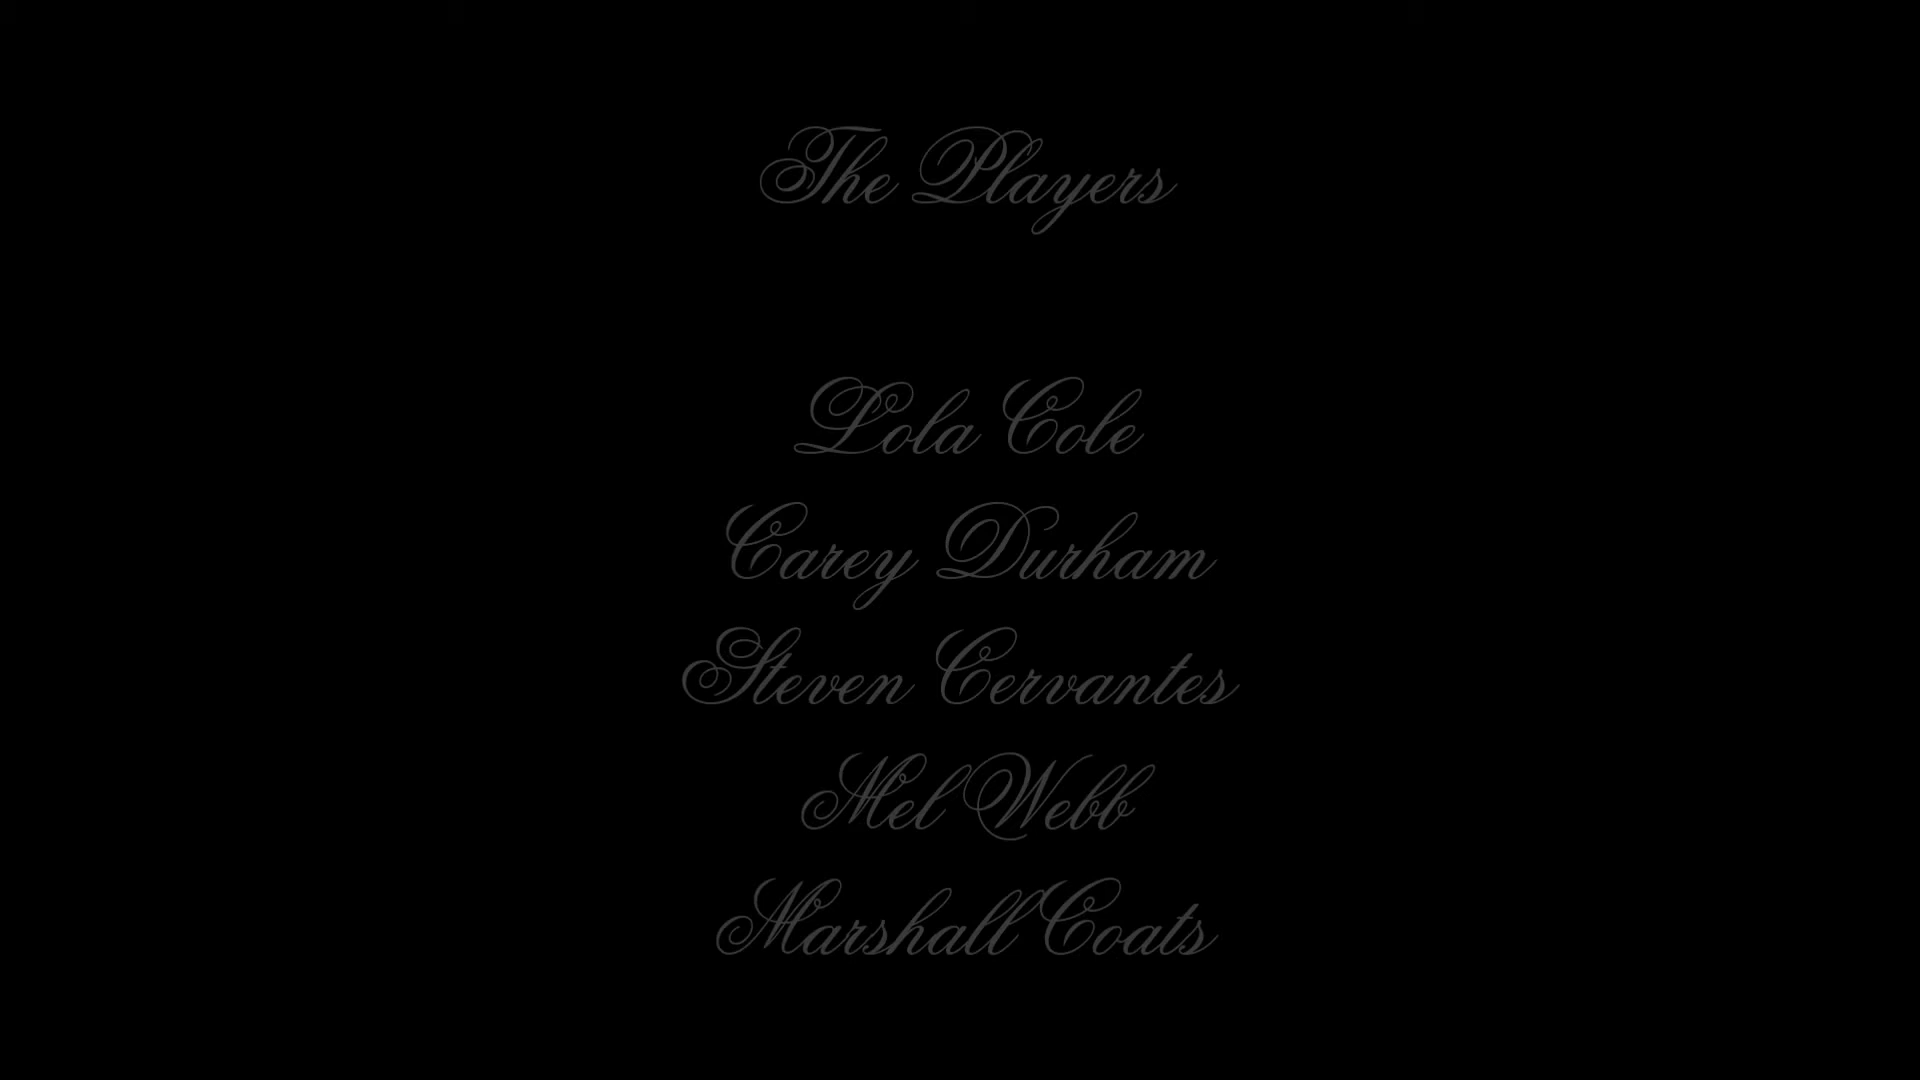 The Players
Lola Cole
Carey Durham
Steven Cervantes
Mel Webb
Marshall Coats